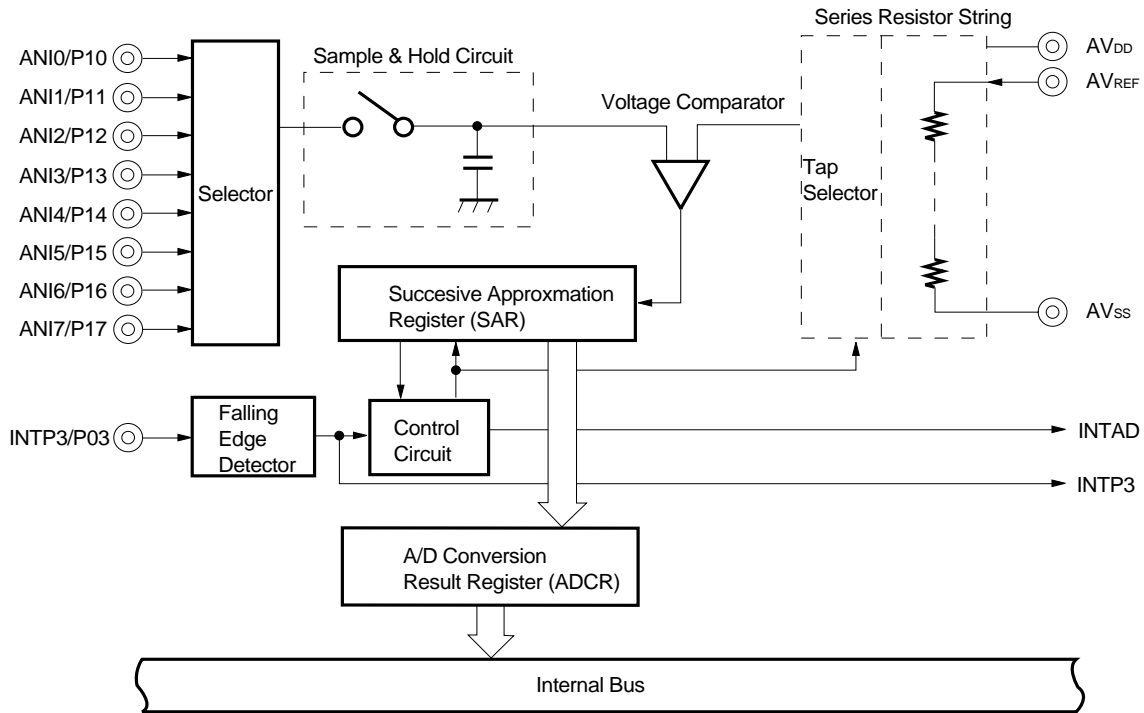 Series Resistor String
ANI0/P10
ANI1/P11
ANI2/P12
ANI3/P13
ANI4/P14
ANI5/P15
ANI6/P16
ANI7/P17
Selector
Sample & Hold Circuit
Voltage Comparator
Tap
Selector
AVDD
AVREF
AVSS
Succesive Approxmation
Register (SAR)
INTP3/P03
Falling
Edge
Detector
Control
Circuit
INTAD
INTP3
A/D Conversion
Result Register (ADCR)
Internal Bus